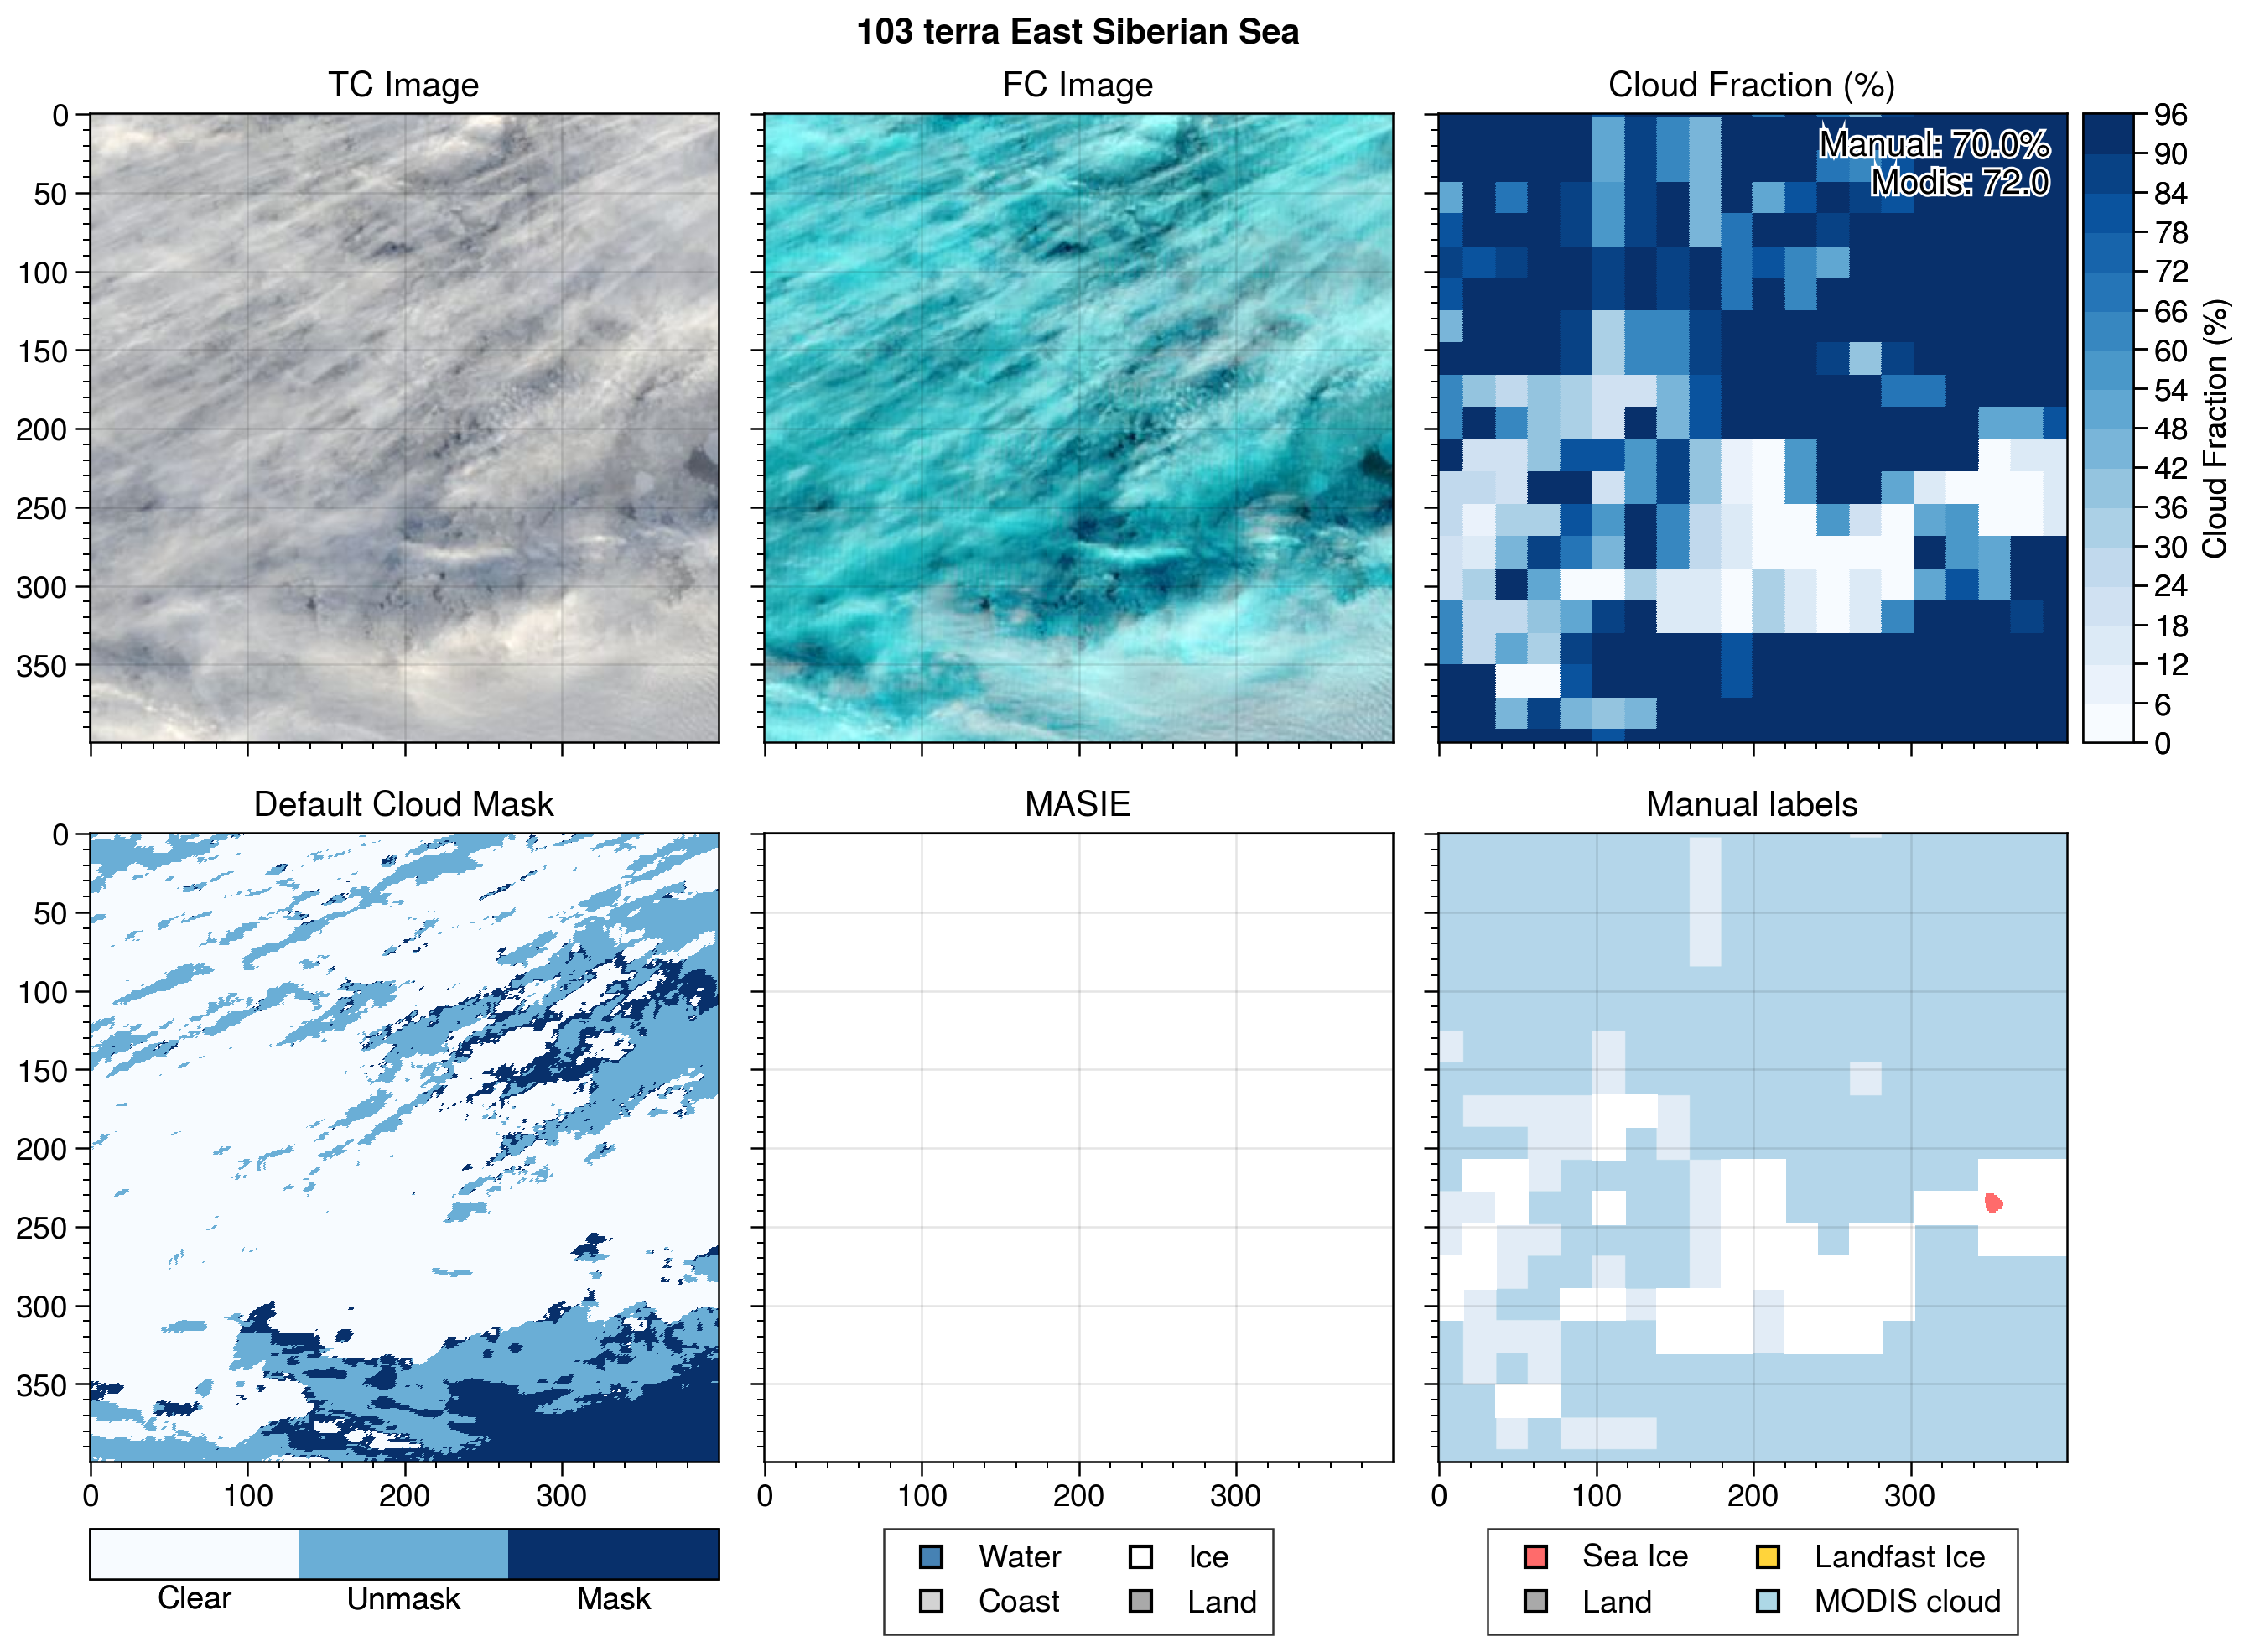 103 terra East Siberian Sea
TC Image
FC Image
Cloud Fraction (%)
0
50
100
150
200
250
300
350
Manual: 70.0%
Modis: 72.0
96
90
84
78
72
66
60
54
48
42
36
30
24
18
12
6
0
Cloud Fraction (%)
Default Cloud Mask
MASIE
Manual labels
0
50
100
150
200
250
300
350
0 100 200 300
0 100 200 300
0 100 200 300
Clear Unmask Mask
Water Ice
Coast Land
Sea Ice Landfast Ice
Land MODIS cloud